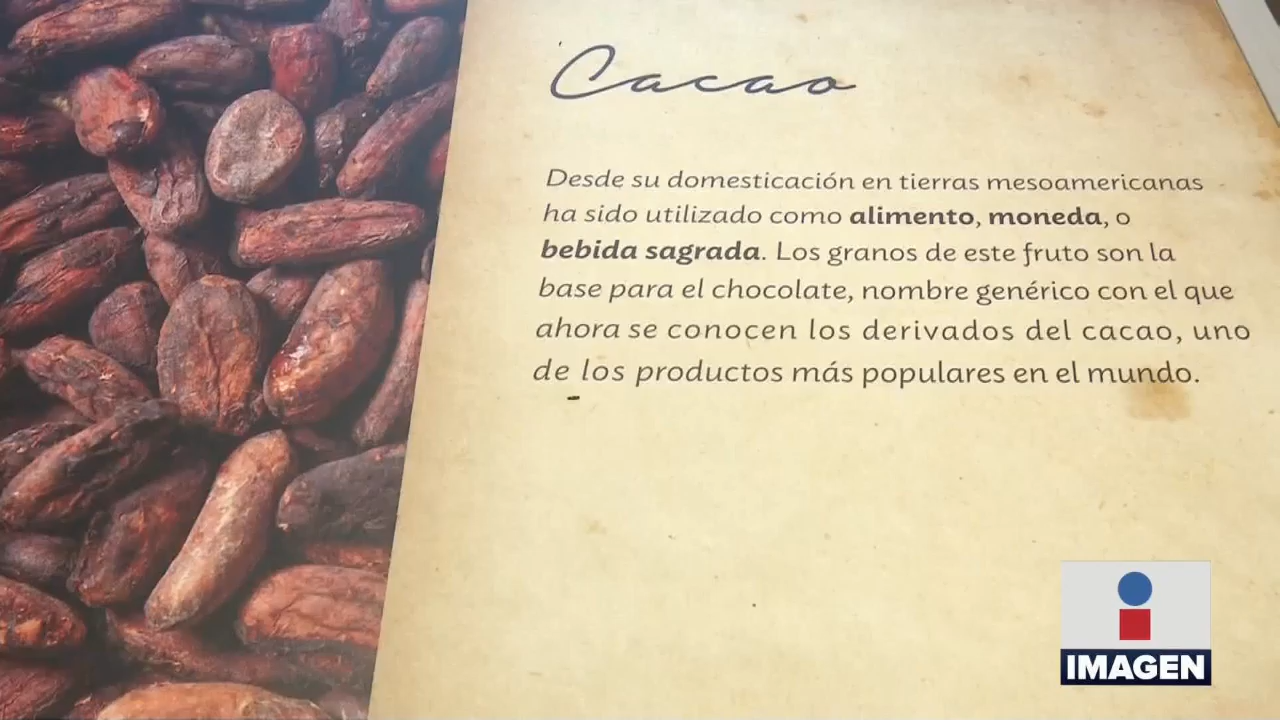 Cacao
Desde su domesticación en tierras mesoamericanas
ha sido utilizado como alimento, moneda, o
bebida sagrada. Los granos de este fruto son la
base para el chocolate, nombre genérico con el que
ahora se conocen los derivados del cacao, uno
de los productos más populares en el mundo.
IMAGEN